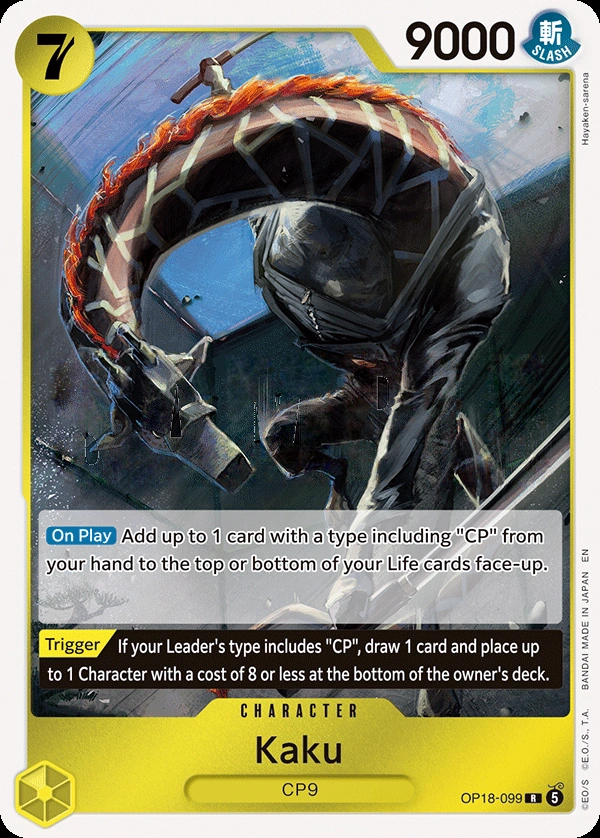 7
9000
斬
SLASH
Hayaken-sarena
On Play Add up to 1 card with a type including "CP" from
your hand to the top or bottom of your Life cards face-up.
Trigger If your Leader's type includes "CP", draw 1 card and place up
to 1 Character with a cost of 8 or less at the bottom of the owner's deck.
CHARACTER
Kaku
CP9
OP18-099 R 5
©EO/S ©E.O./S., T.A. BANDAI MADE IN JAPAN EN